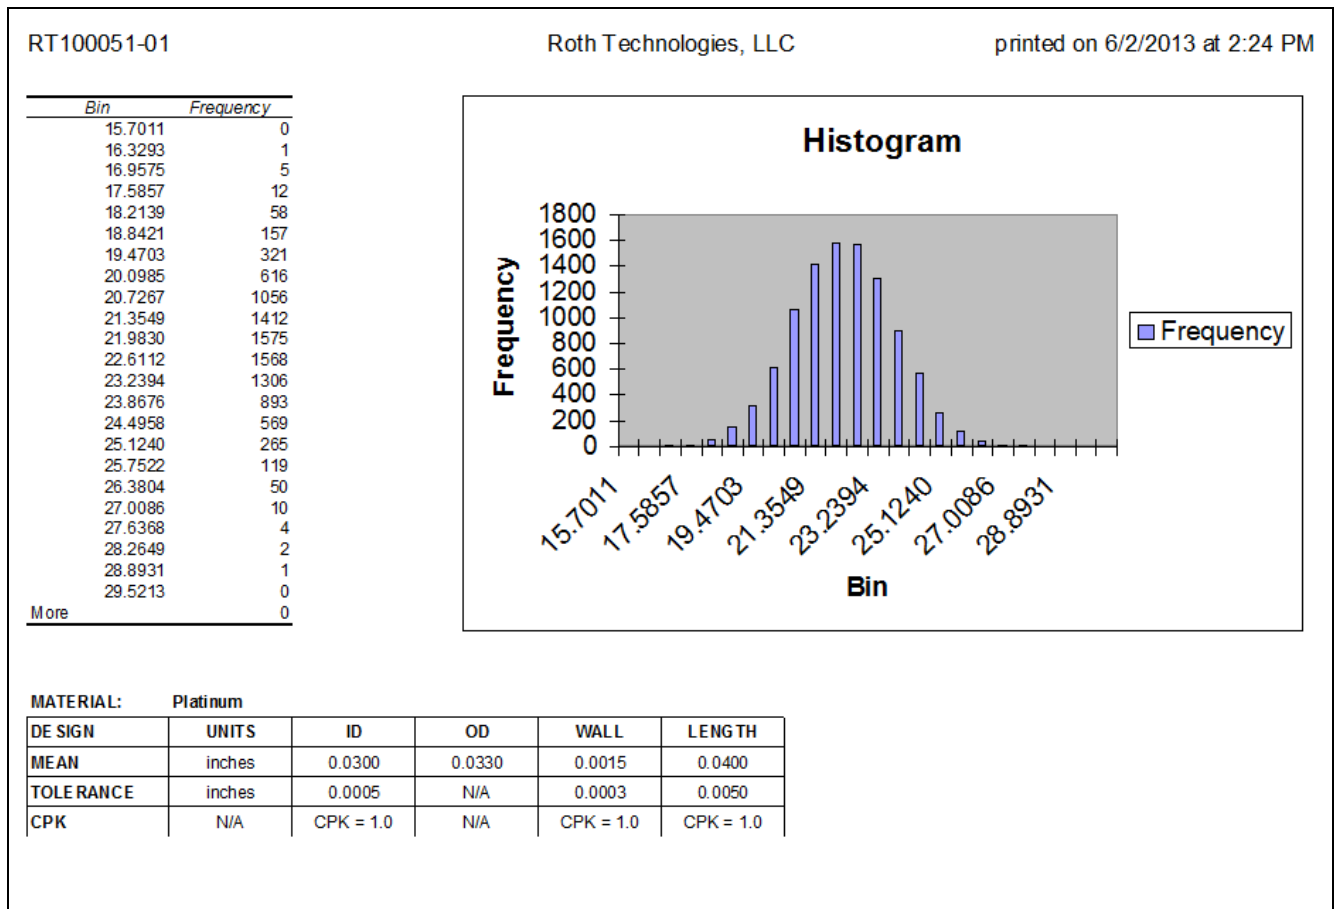 RT100051-01 Roth Technologies, LLC printed on 6/2/2013 at 2:24 PM
Bin Frequency
15.7011 0
16.3293 1
16.9575 5
17.5857 12
18.2139 58
18.8421 157
19.4703 321
20.0985 616
20.7267 1056
21.3549 1412
21.9830 1575
22.6112 1568
23.2394 1306
23.8676 893
24.4958 569
25.1240 265
25.7522 119
26.3804 50
27.0086 10
27.6368 4
28.2649 2
28.8931 1
29.5213 0
More 0
Histogram
Frequency
1800
1600
1400
1200
1000
800
600
400
200
0
15.7011 17.5857 19.4703 21.3549 23.2394 25.1240 27.0086 28.8931
Bin
Frequency
MATERIAL: Platinum
DESIGN UNITS ID OD WALL LENGTH
MEAN inches 0.0300 0.0330 0.0015 0.0400
TOLERANCE inches 0.0005 N/A 0.0003 0.0050
CPK N/A CPK = 1.0 N/A CPK = 1.0 CPK = 1.0